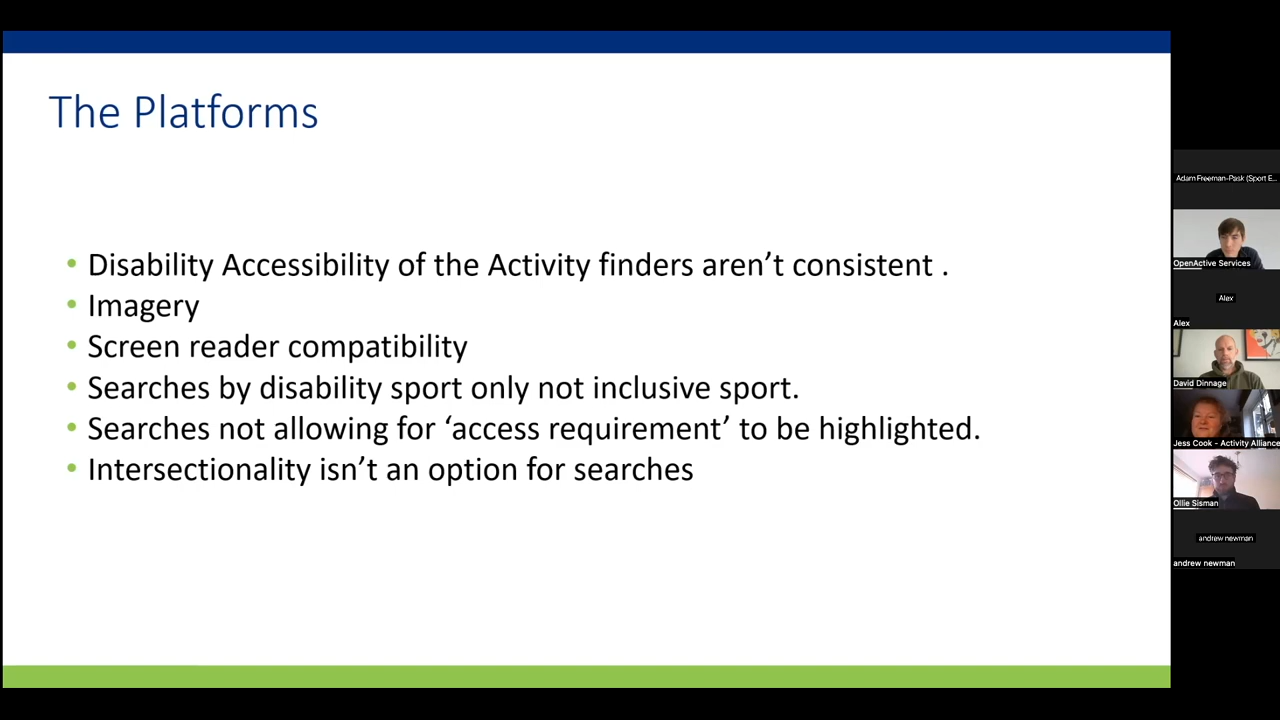 The Platforms
• Disability Accessibility of the Activity finders aren’t consistent .
• Imagery
• Screen reader compatibility
• Searches by disability sport only not inclusive sport.
• Searches not allowing for ‘access requirement’ to be highlighted.
• Intersectionality isn’t an option for searches
Adam Freeman-Pask (Sport E...
OpenActive Services
Alex
Alex
David Dinnage
Jess Cook - Activity Alliance
Ollie Sisman
andrew newman
andrew newman